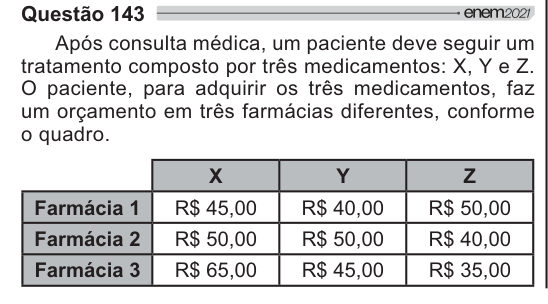 Questão 143 enem2021
Após consulta médica, um paciente deve seguir um
tratamento composto por três medicamentos: X, Y e Z.
O paciente, para adquirir os três medicamentos, faz
um orçamento em três farmácias diferentes, conforme
o quadro.
X Y Z
Farmácia 1 R$ 45,00 R$ 40,00 R$ 50,00
Farmácia 2 R$ 50,00 R$ 50,00 R$ 40,00
Farmácia 3 R$ 65,00 R$ 45,00 R$ 35,00